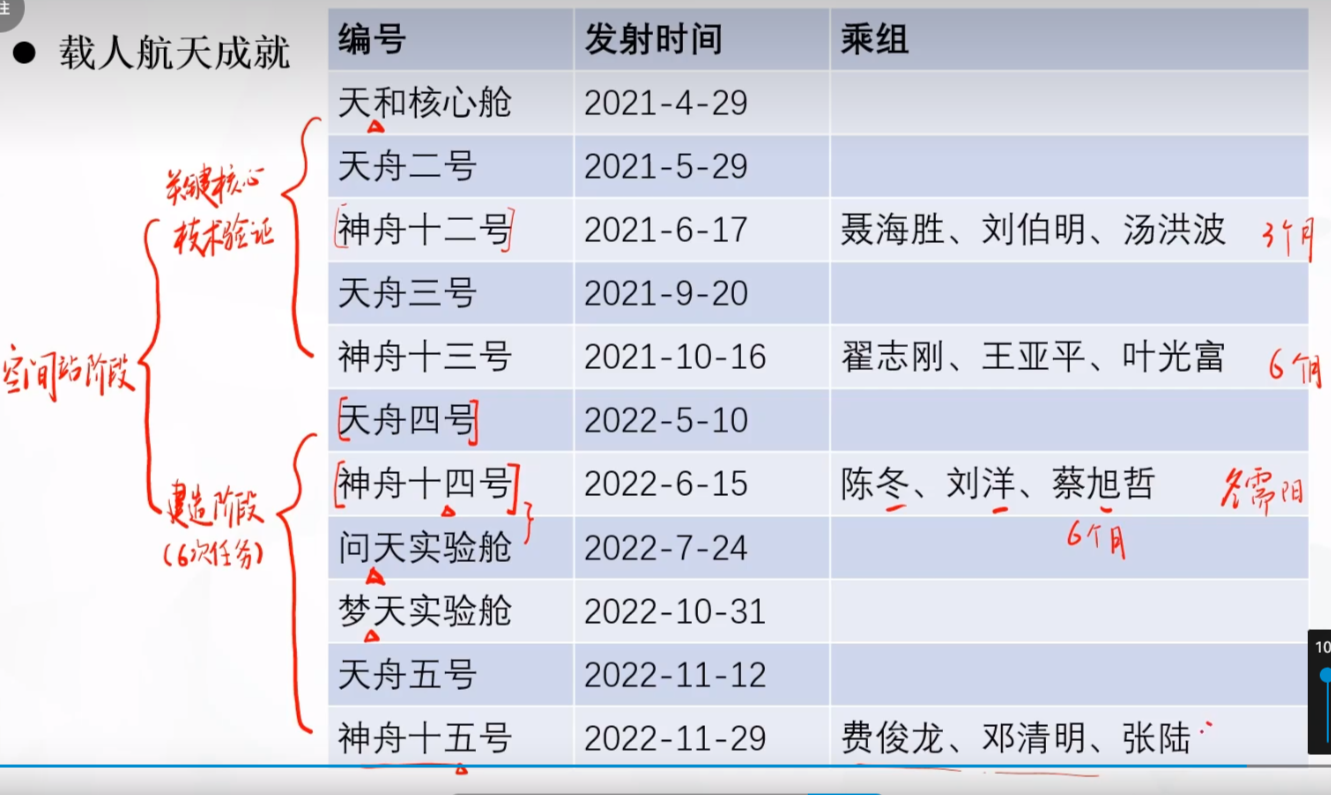 注
● 载人航天成就
编号 发射时间 乘组
天和核心舱 2021-4-29
天舟二号 2021-5-29
神舟十二号 2021-6-17 聂海胜、刘伯明、汤洪波 3个月
天舟三号 2021-9-20
神舟十三号 2021-10-16 翟志刚、王亚平、叶光富 6个月
天舟四号 2022-5-10
神舟十四号 2022-6-15 陈冬、刘洋、蔡旭哲 冬需阳
6个月
问天实验舱 2022-7-24
梦天实验舱 2022-10-31
天舟五号 2022-11-12
神舟十五号 2022-11-29 费俊龙、邓清明、张陆
关键核心
技术验证
空间站阶段
建造阶段
(6次任务)
10